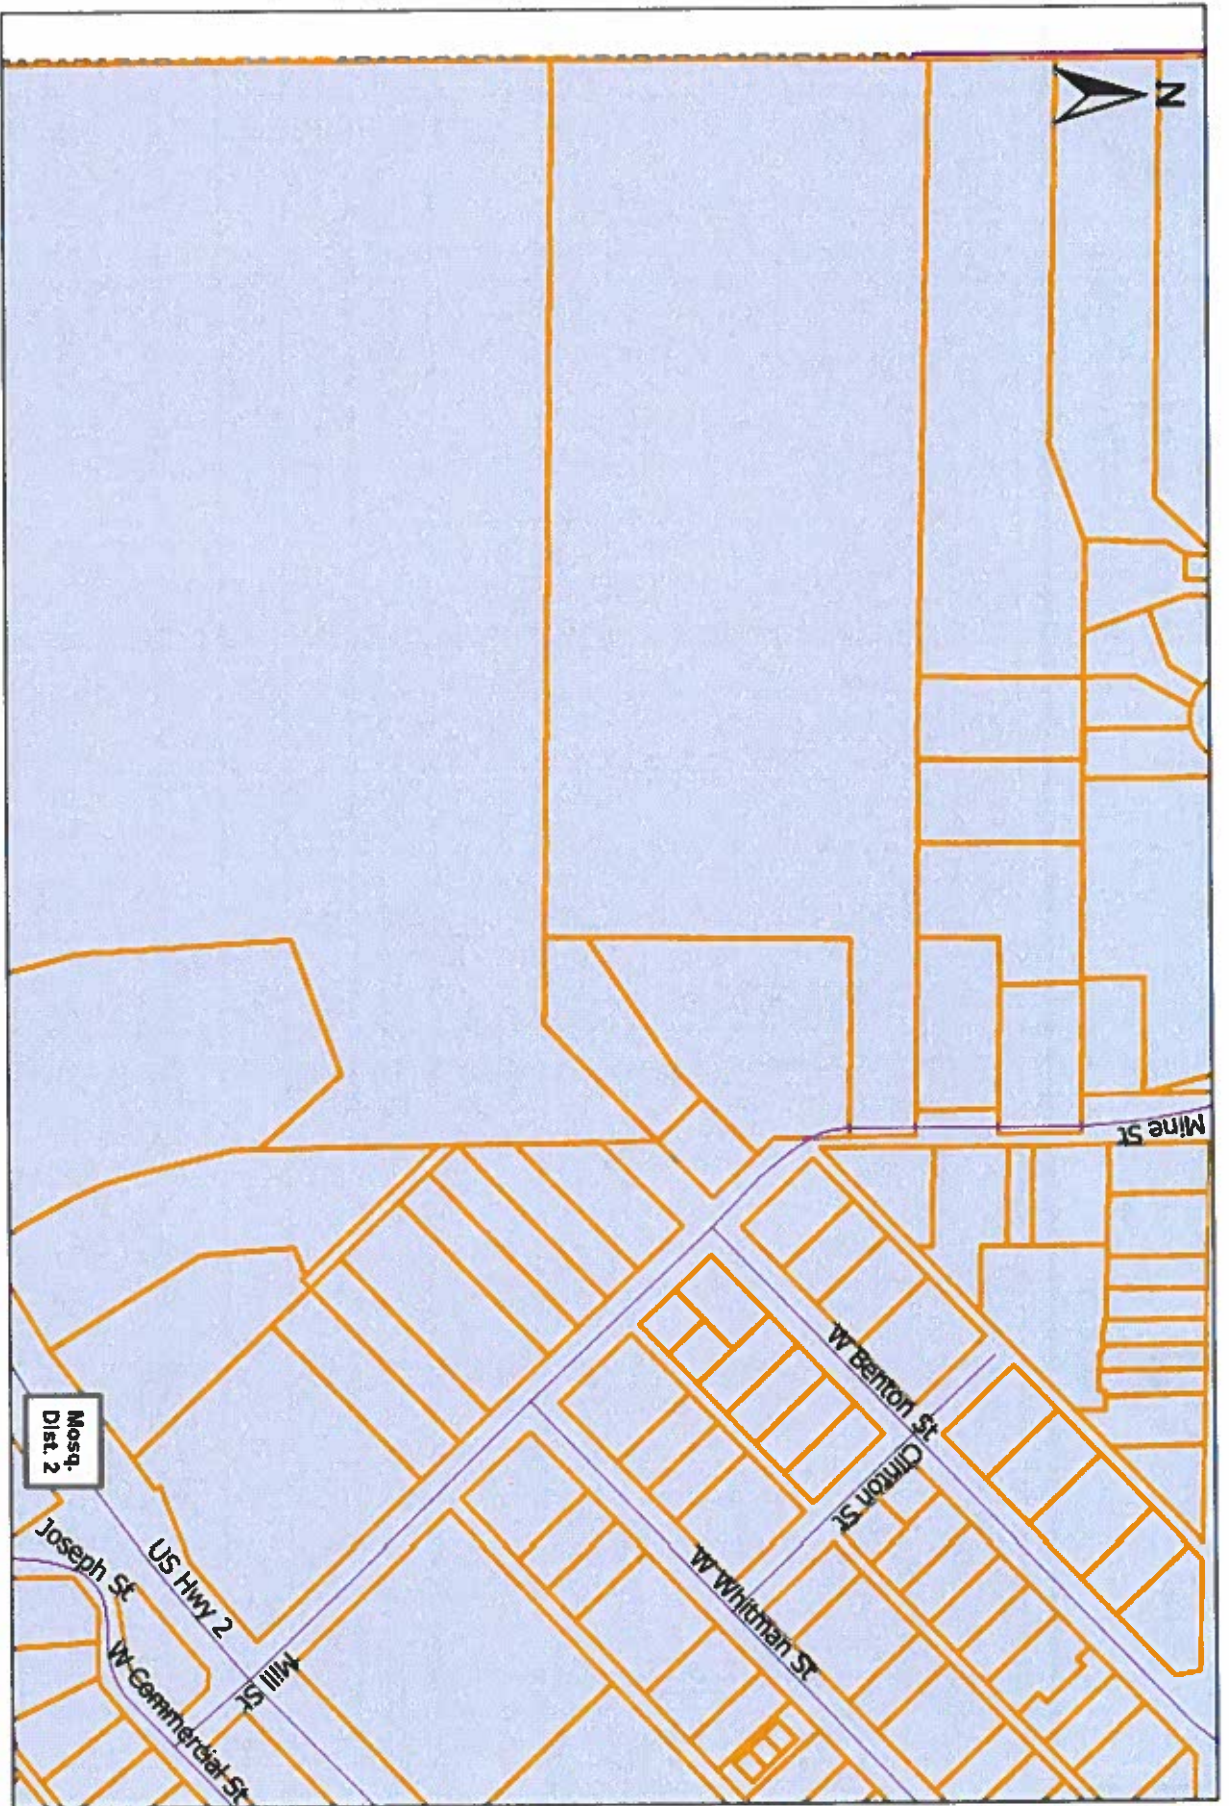 N
Mine St
W Benton St
Clinton St
W Whitman St
Mosq.
Dist. 2
Joseph St
US Hwy 2
Mill St
W Commercial St